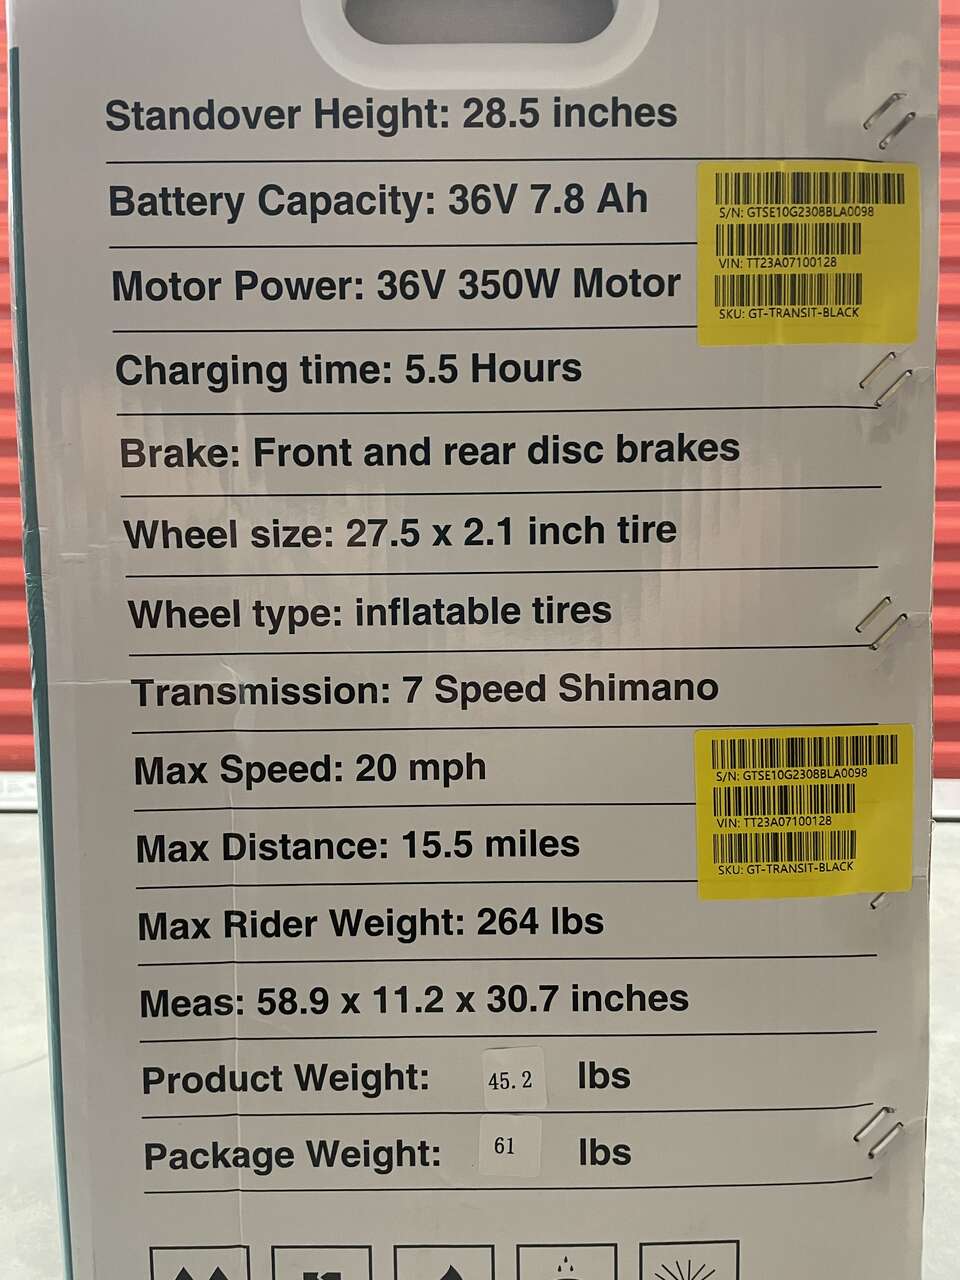 Standover Height: 28.5 inches
Battery Capacity: 36V 7.8 Ah
S/N: GTSE10G2308BLA0098
VIN: TT23A07100128
SKU: GT-TRANSIT-BLACK
Motor Power: 36V 350W Motor
Charging time: 5.5 Hours
Brake: Front and rear disc brakes
Wheel size: 27.5 x 2.1 inch tire
Wheel type: inflatable tires
Transmission: 7 Speed Shimano
Max Speed: 20 mph
S/N: GTSE10G2308BLA0098
VIN: TT23A07100128
SKU: GT-TRANSIT-BLACK
Max Distance: 15.5 miles
Max Rider Weight: 264 lbs
Meas: 58.9 x 11.2 x 30.7 inches
Product Weight: 45.2 lbs
Package Weight: 61 lbs